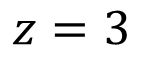 z = 3